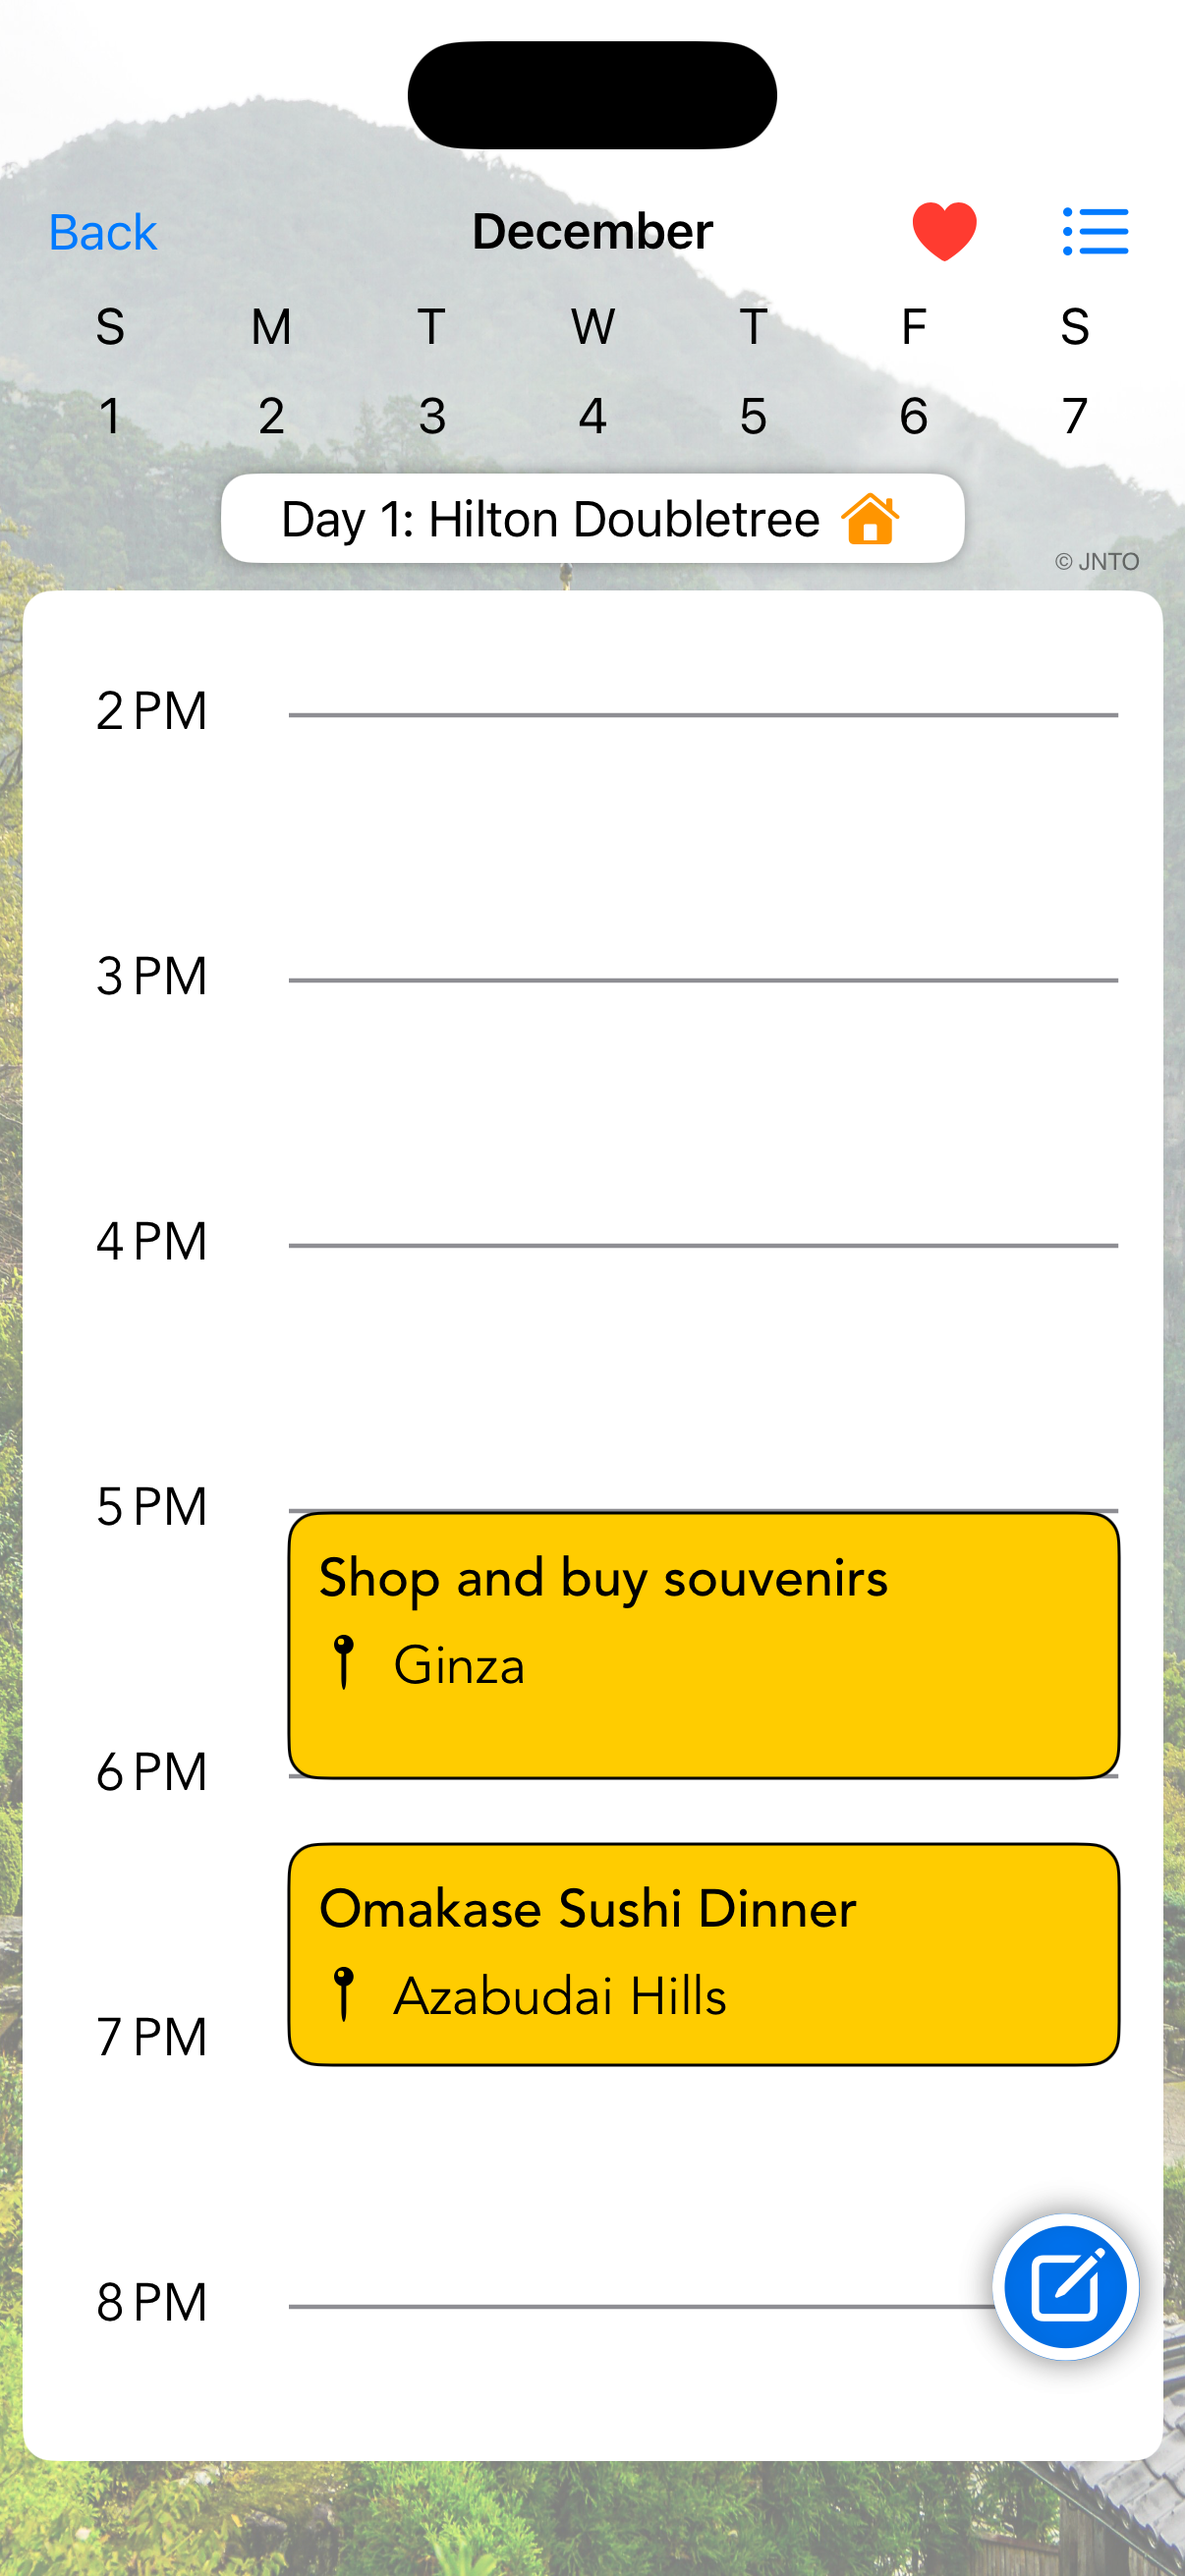 Back December
S M T W T F S
1 2 3 4 5 6 7
Day 1: Hilton Doubletree
© JNTO
2 PM
3 PM
4 PM
5 PM
Shop and buy souvenirs
Ginza
6 PM
Omakase Sushi Dinner
Azabudai Hills
7 PM
8 PM